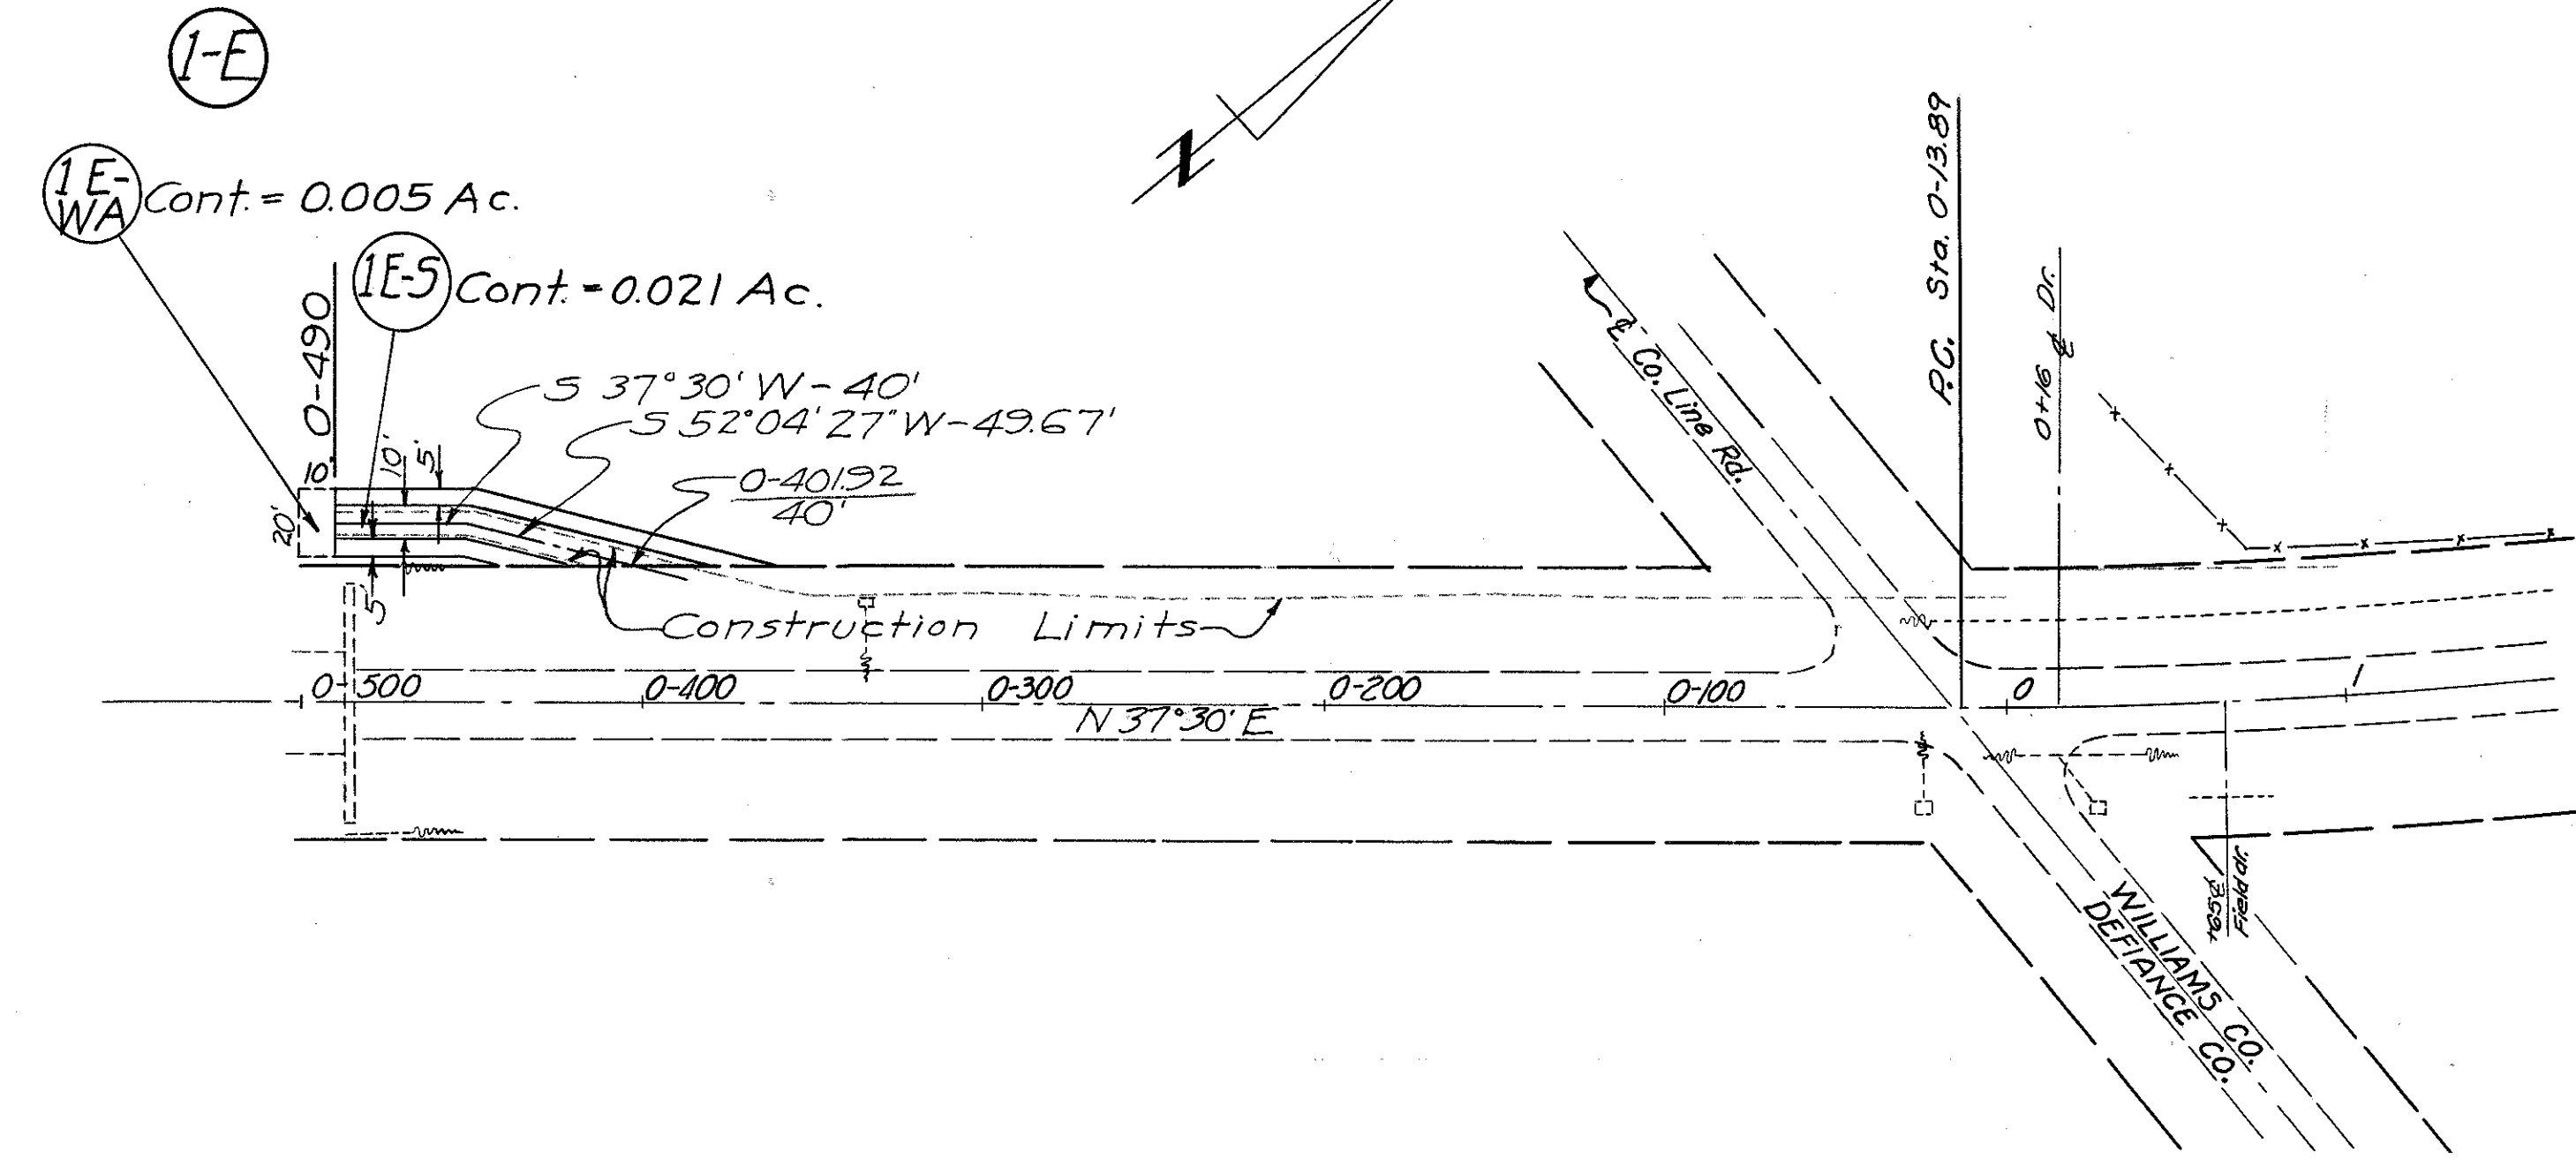 1-E
1E-
WA
Cont. = 0.005 Ac.
1E-S
Cont. = 0.021 Ac.
0-490
S 37°30' W - 40'
S 52°04'27" W - 49.67'
0-401.92
40'
10'
10'
5'
20'
5'
N
℄ Co. Line Rd.
P.C. Sta. 0-13.89
0+16 ℄ Dr.
Construction Limits
0-500
0-400
0-300
0-200
0-100
0
1
N 37°30' E
+65 ℄
Field dr.
WILLIAMS CO.
DEFIANCE CO.